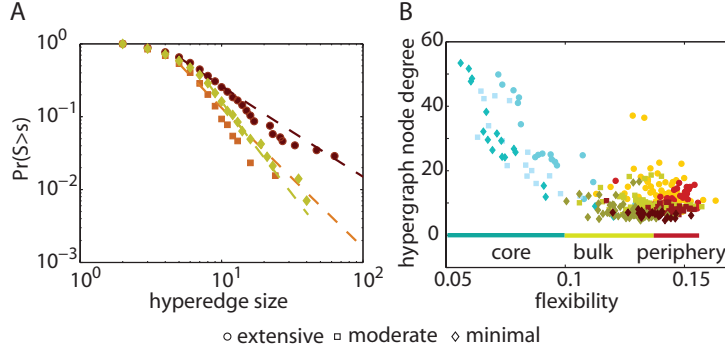 A
Pr(S>s)
10^0
10^-1
10^-2
10^-3
10^0
10^1
10^2
hyperedge size
B
hypergraph node degree
60
40
20
0
core
bulk
periphery
0.05
0.1
0.15
flexibility
extensive
moderate
minimal